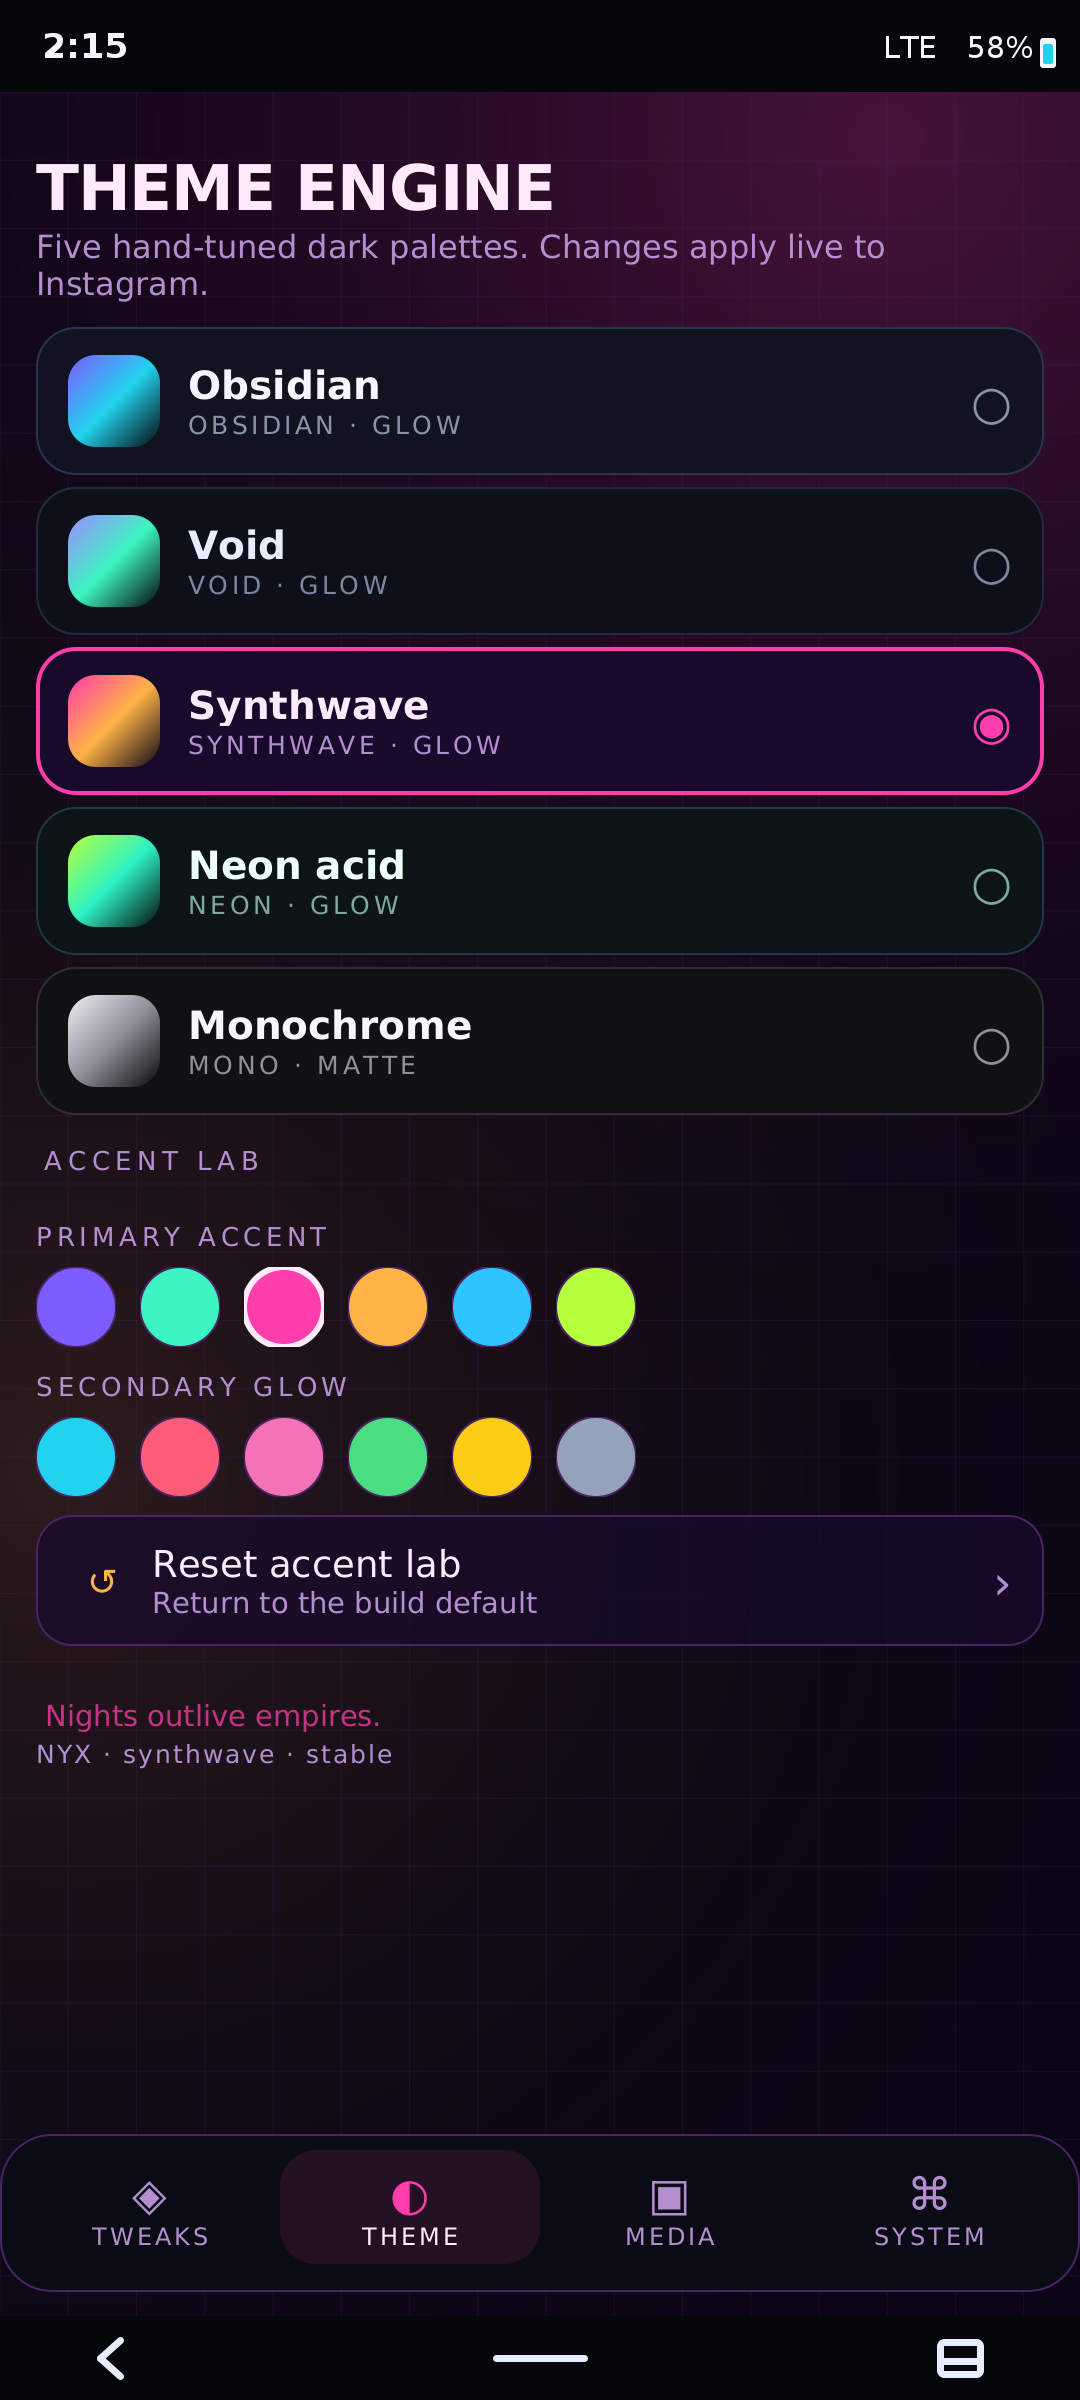 2:15
LTE 58%
THEME ENGINE
Five hand-tuned dark palettes. Changes apply live to
Instagram.
Obsidian
OBSIDIAN · GLOW
Void
VOID · GLOW
Synthwave
SYNTHWAVE · GLOW
Neon acid
NEON · GLOW
Monochrome
MONO · MATTE
ACCENT LAB
PRIMARY ACCENT
SECONDARY GLOW
Reset accent lab
Return to the build default
Nights outlive empires.
NYX · synthwave · stable
TWEAKS
THEME
MEDIA
SYSTEM